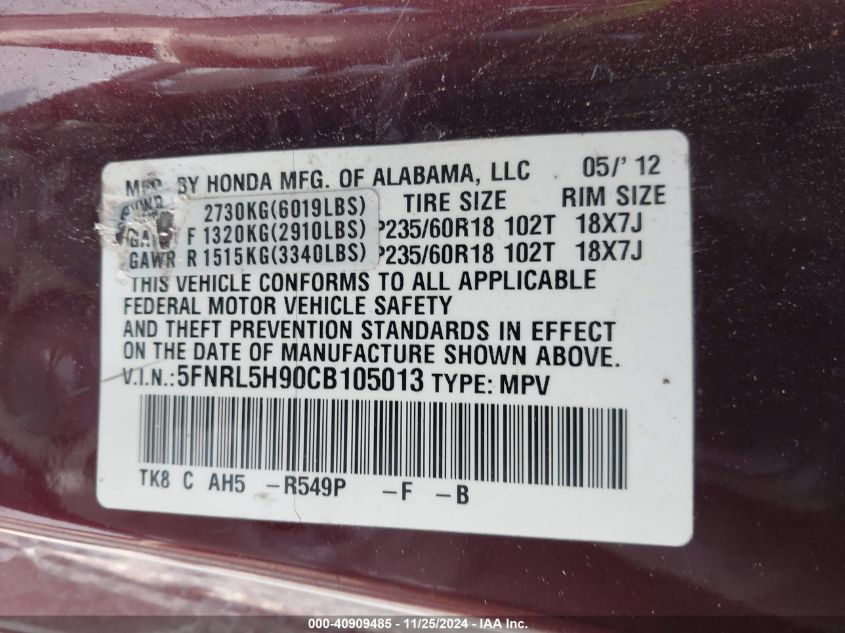 MFG. BY HONDA MFG. OF ALABAMA, LLC 05/'12
GVWR 2730KG(6019LBS) TIRE SIZE RIM SIZE
GAWR F 1320KG(2910LBS) P235/60R18 102T 18X7J
GAWR R 1515KG(3340LBS) P235/60R18 102T 18X7J
THIS VEHICLE CONFORMS TO ALL APPLICABLE
FEDERAL MOTOR VEHICLE SAFETY
AND THEFT PREVENTION STANDARDS IN EFFECT
ON THE DATE OF MANUFACTURE SHOWN ABOVE.
V.I.N.:5FNRL5H90CB105013 TYPE: MPV
TK8 C AH5 -R549P -F -B
000-40909485 - 11/25/2024 - IAA Inc.